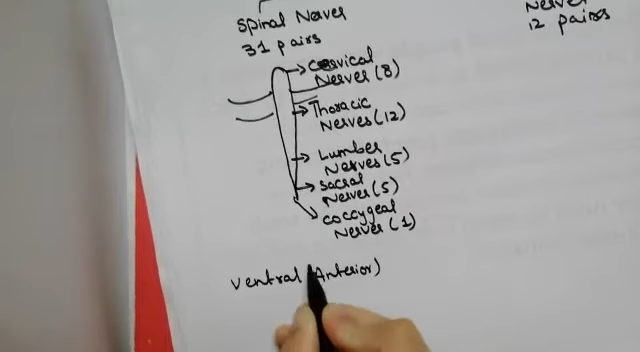 Spinal Nerves
31 pairs
Nerves
12 pairs
Cervical
Nerves (8)
Thoracic
Nerves (12)
Lumber
Nerves (5)
Sacral
Nerves (5)
Coccygeal
Nerves (1)
Ventral (Anterior)